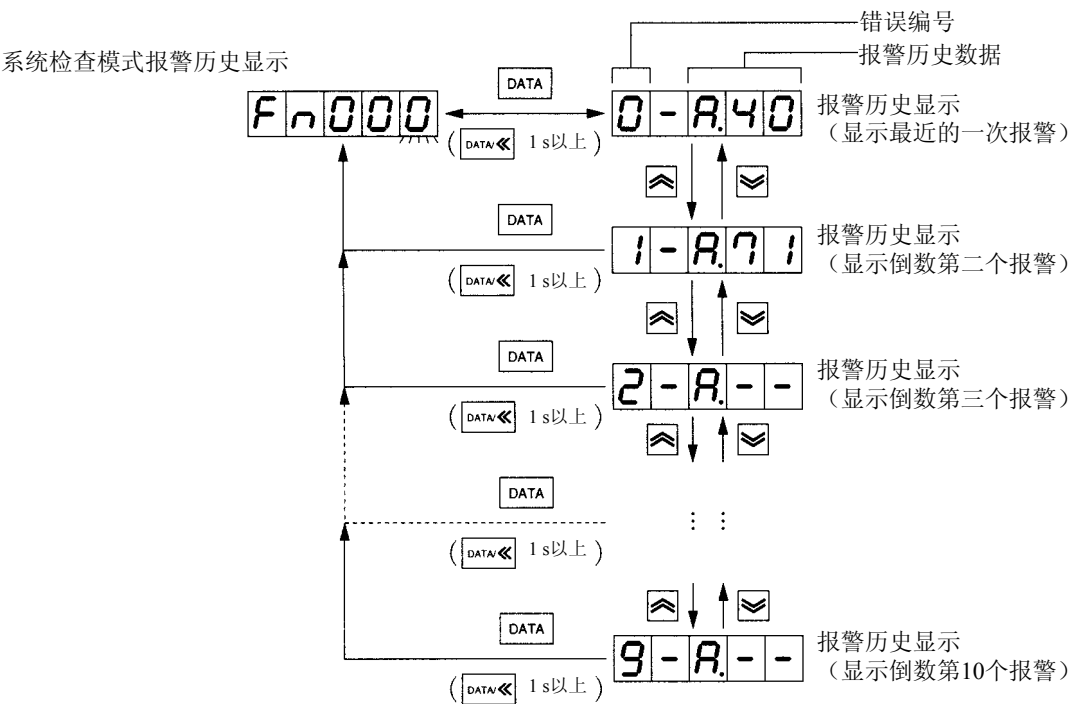 错误编号
系统检查模式报警历史显示
报警历史数据
DATA
Fn000
0-A.40
报警历史显示
（显示最近的一次报警）
(DATA/≪ 1 s以上)
DATA
1-A.71
报警历史显示
（显示倒数第二个报警）
(DATA/≪ 1 s以上)
DATA
2-A.--
报警历史显示
（显示倒数第三个报警）
(DATA/≪ 1 s以上)
DATA
(DATA/≪ 1 s以上)
DATA
9-A.--
报警历史显示
（显示倒数第10个报警）
(DATA/≪ 1 s以上)